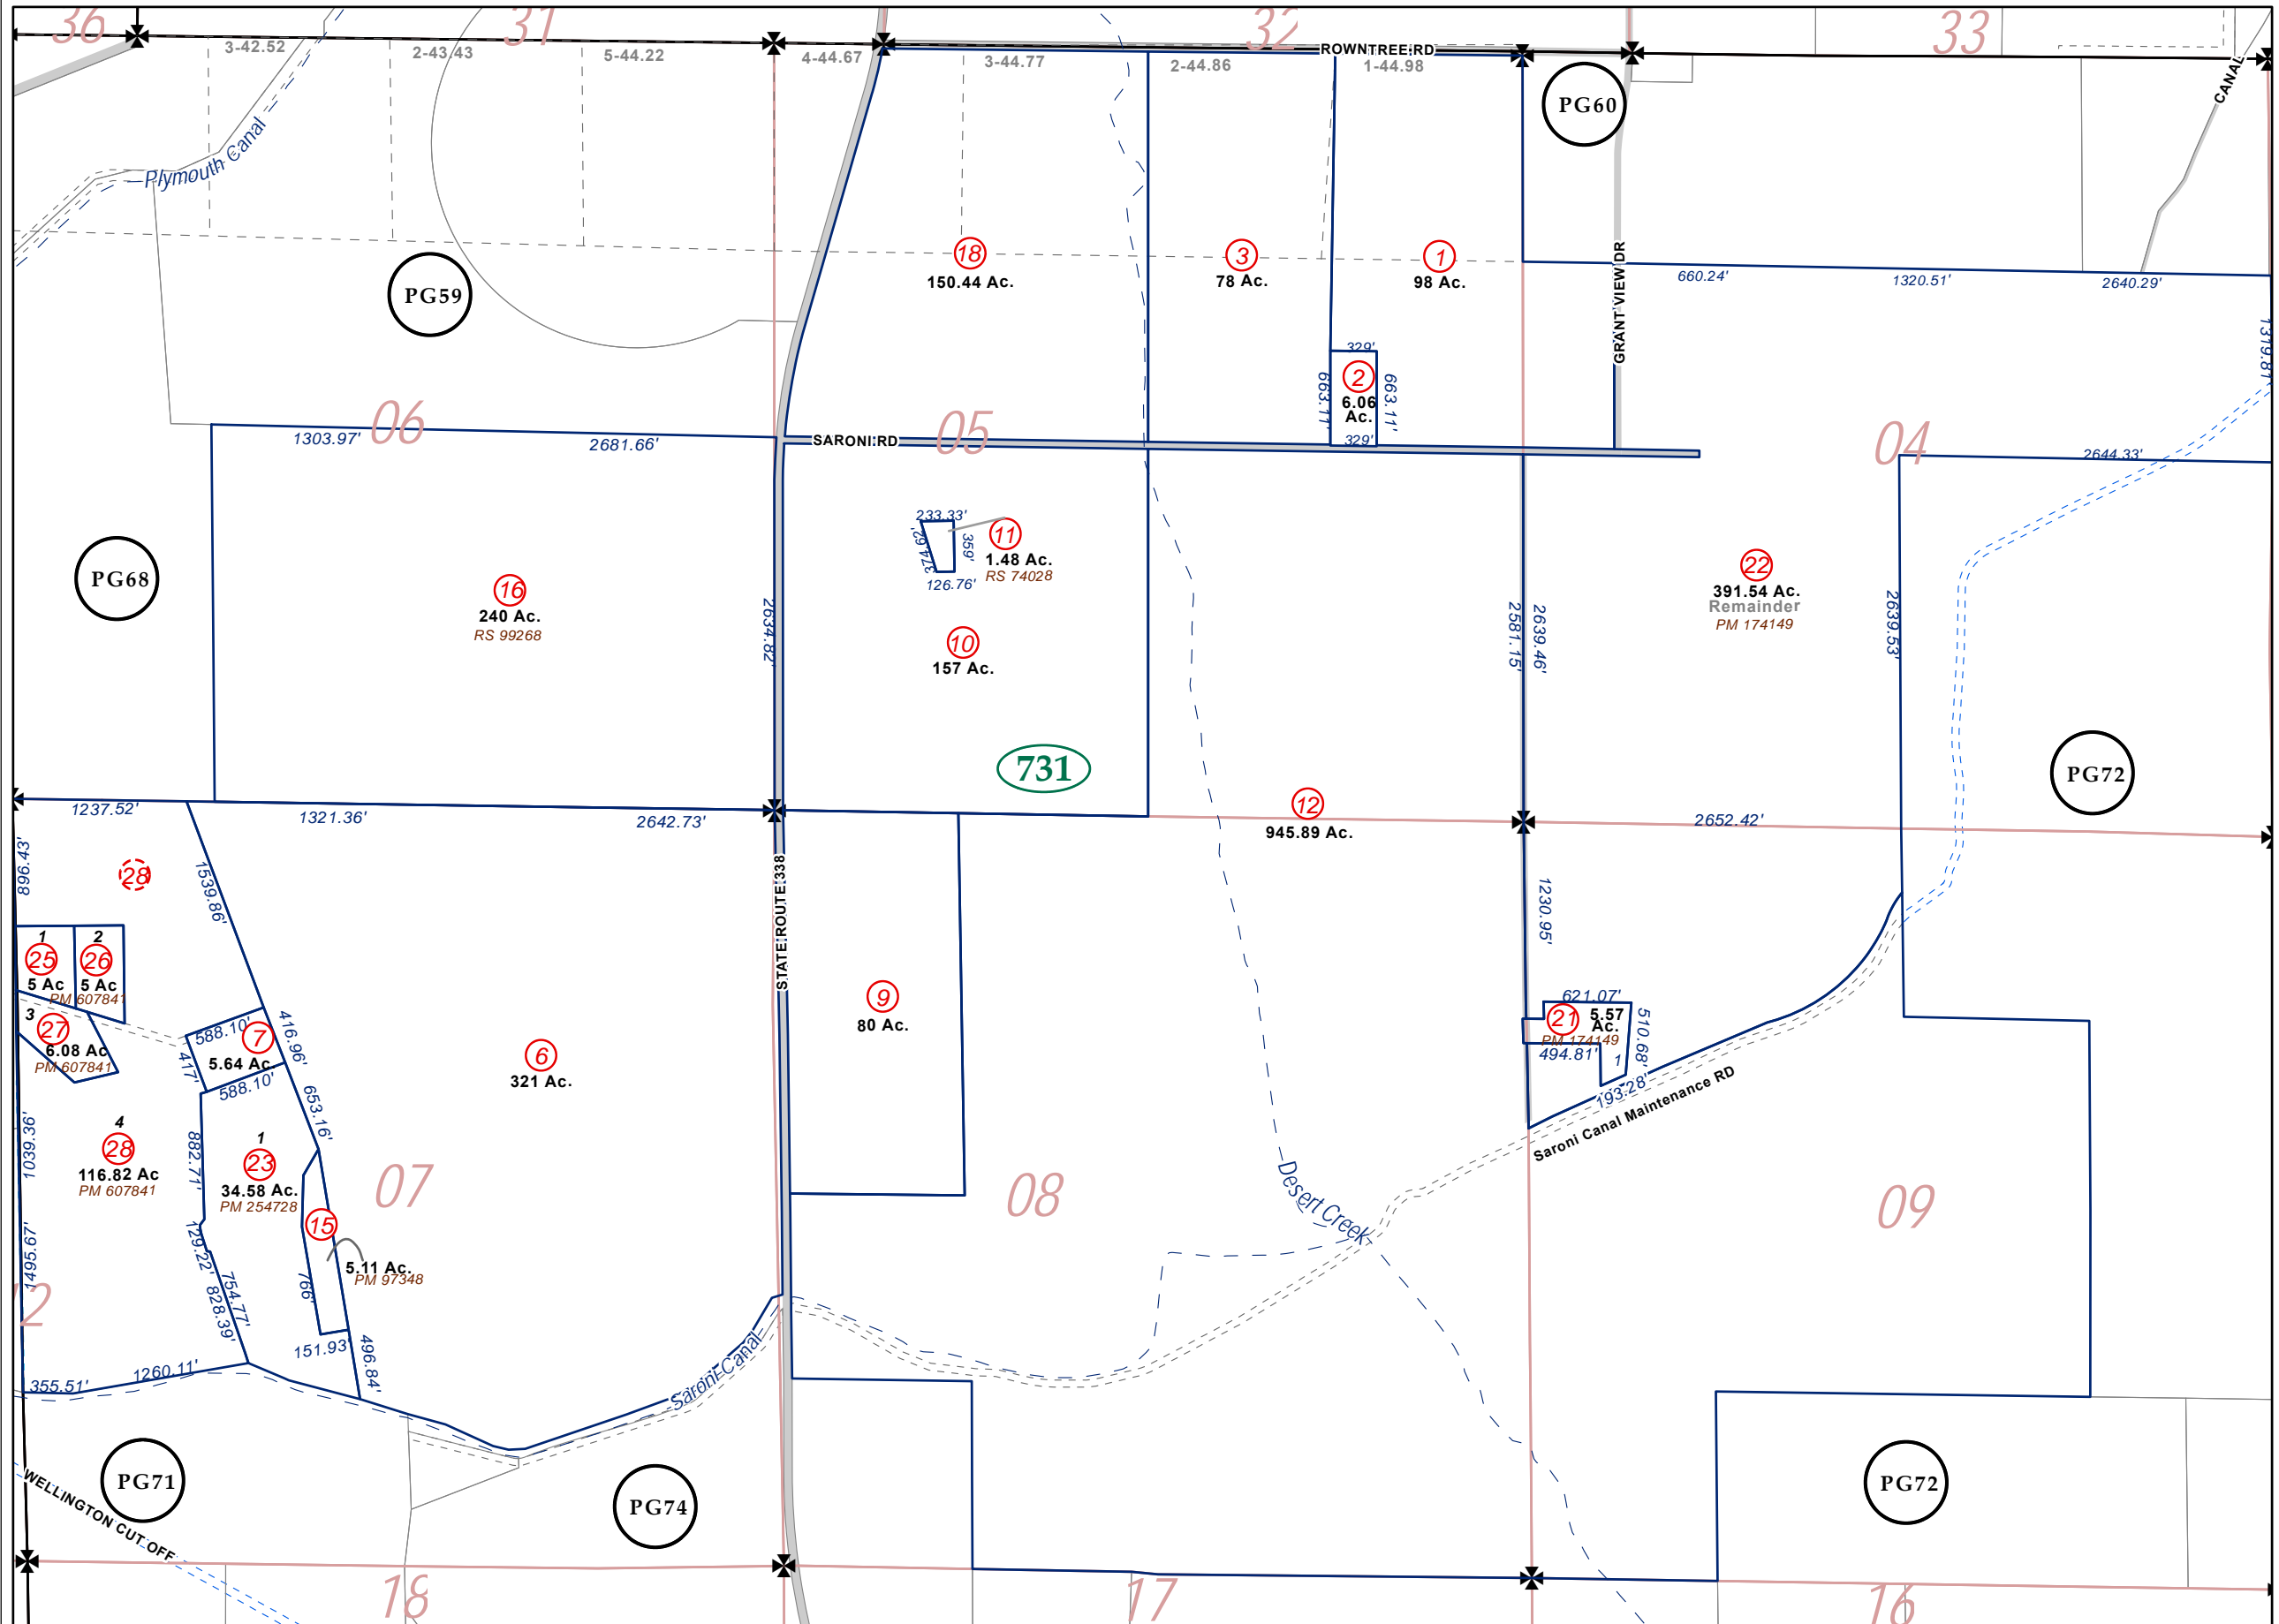 36
31
32
33
3-42.52
2-43.43
5-44.22
4-44.67
3-44.77
2-44.86
1-44.98
ROWNTREE RD
CANAL
PG60
Plymouth Canal
PG59
18
150.44 Ac.
3
78 Ac.
1
98 Ac.
GRANT VIEW DR
660.24'
1320.51'
2640.29'
1319.81
329'
663.11'
2
6.06
Ac.
663.11'
329'
06
05
04
1303.97'
2681.66'
SARONI RD
2644.33'
PG68
16
240 Ac.
RS 99268
2634.82'
233.33'
374.62'
359'
126.76'
11
1.48 Ac.
RS 74028
10
157 Ac.
2581.15'
2639.46'
22
391.54 Ac.
Remainder
PM 174149
2639.53'
731
PG72
1237.52'
1321.36'
2642.73'
12
945.89 Ac.
2652.42'
896.43'
28
1539.86'
STATE ROUTE 338
1230.95'
1
25
5 Ac
2
26
5 Ac
PM 607841
3
27
6.08 Ac
PM 607841
588.10'
7
5.64 Ac.
417'
416.96'
588.10'
653.16'
6
321 Ac.
9
80 Ac.
621.07'
21
5.57
Ac.
PM 174149
494.81'
1
510.68'
193.28'
Saroni Canal Maintenance RD
1039.36'
4
28
116.82 Ac
PM 607841
882.71'
1
23
34.58 Ac.
PM 254728
07
08
09
Desert Creek
15
5.11 Ac.
PM 97348
1495.67'
129.22'
754.77'
828.39'
766'
12
151.93'
496.84'
355.51'
1260.11'
Saroni Canal
PG71
PG74
PG72
WELLINGTON CUT OFF
18
17
16